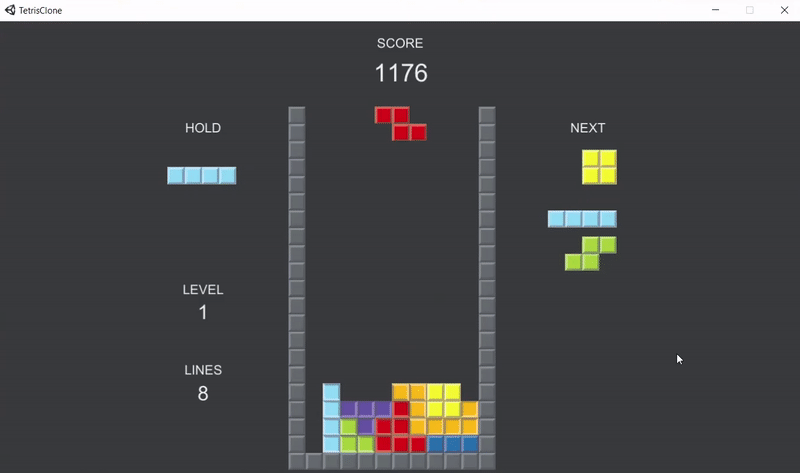 TetrisClone
SCORE
1176
HOLD
NEXT
LEVEL
1
LINES
8